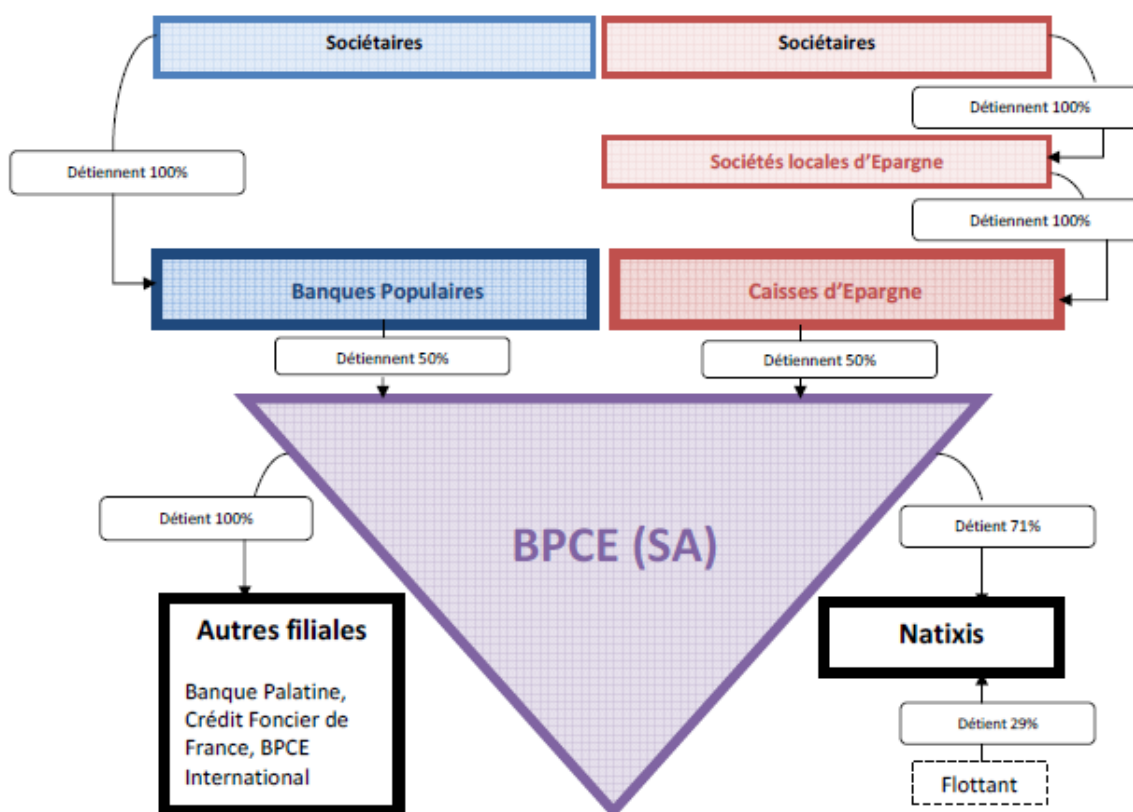 Sociétaires
Sociétaires
Détiennent 100%
Détiennent 100%
Sociétés locales d'Epargne
Détiennent 100%
Banques Populaires
Caisses d'Epargne
Détiennent 50%
Détiennent 50%
BPCE (SA)
Détient 100%
Détient 71%
Autres filiales
Banque Palatine,
Crédit Foncier de
France, BPCE
International
Natixis
Détient 29%
Flottant